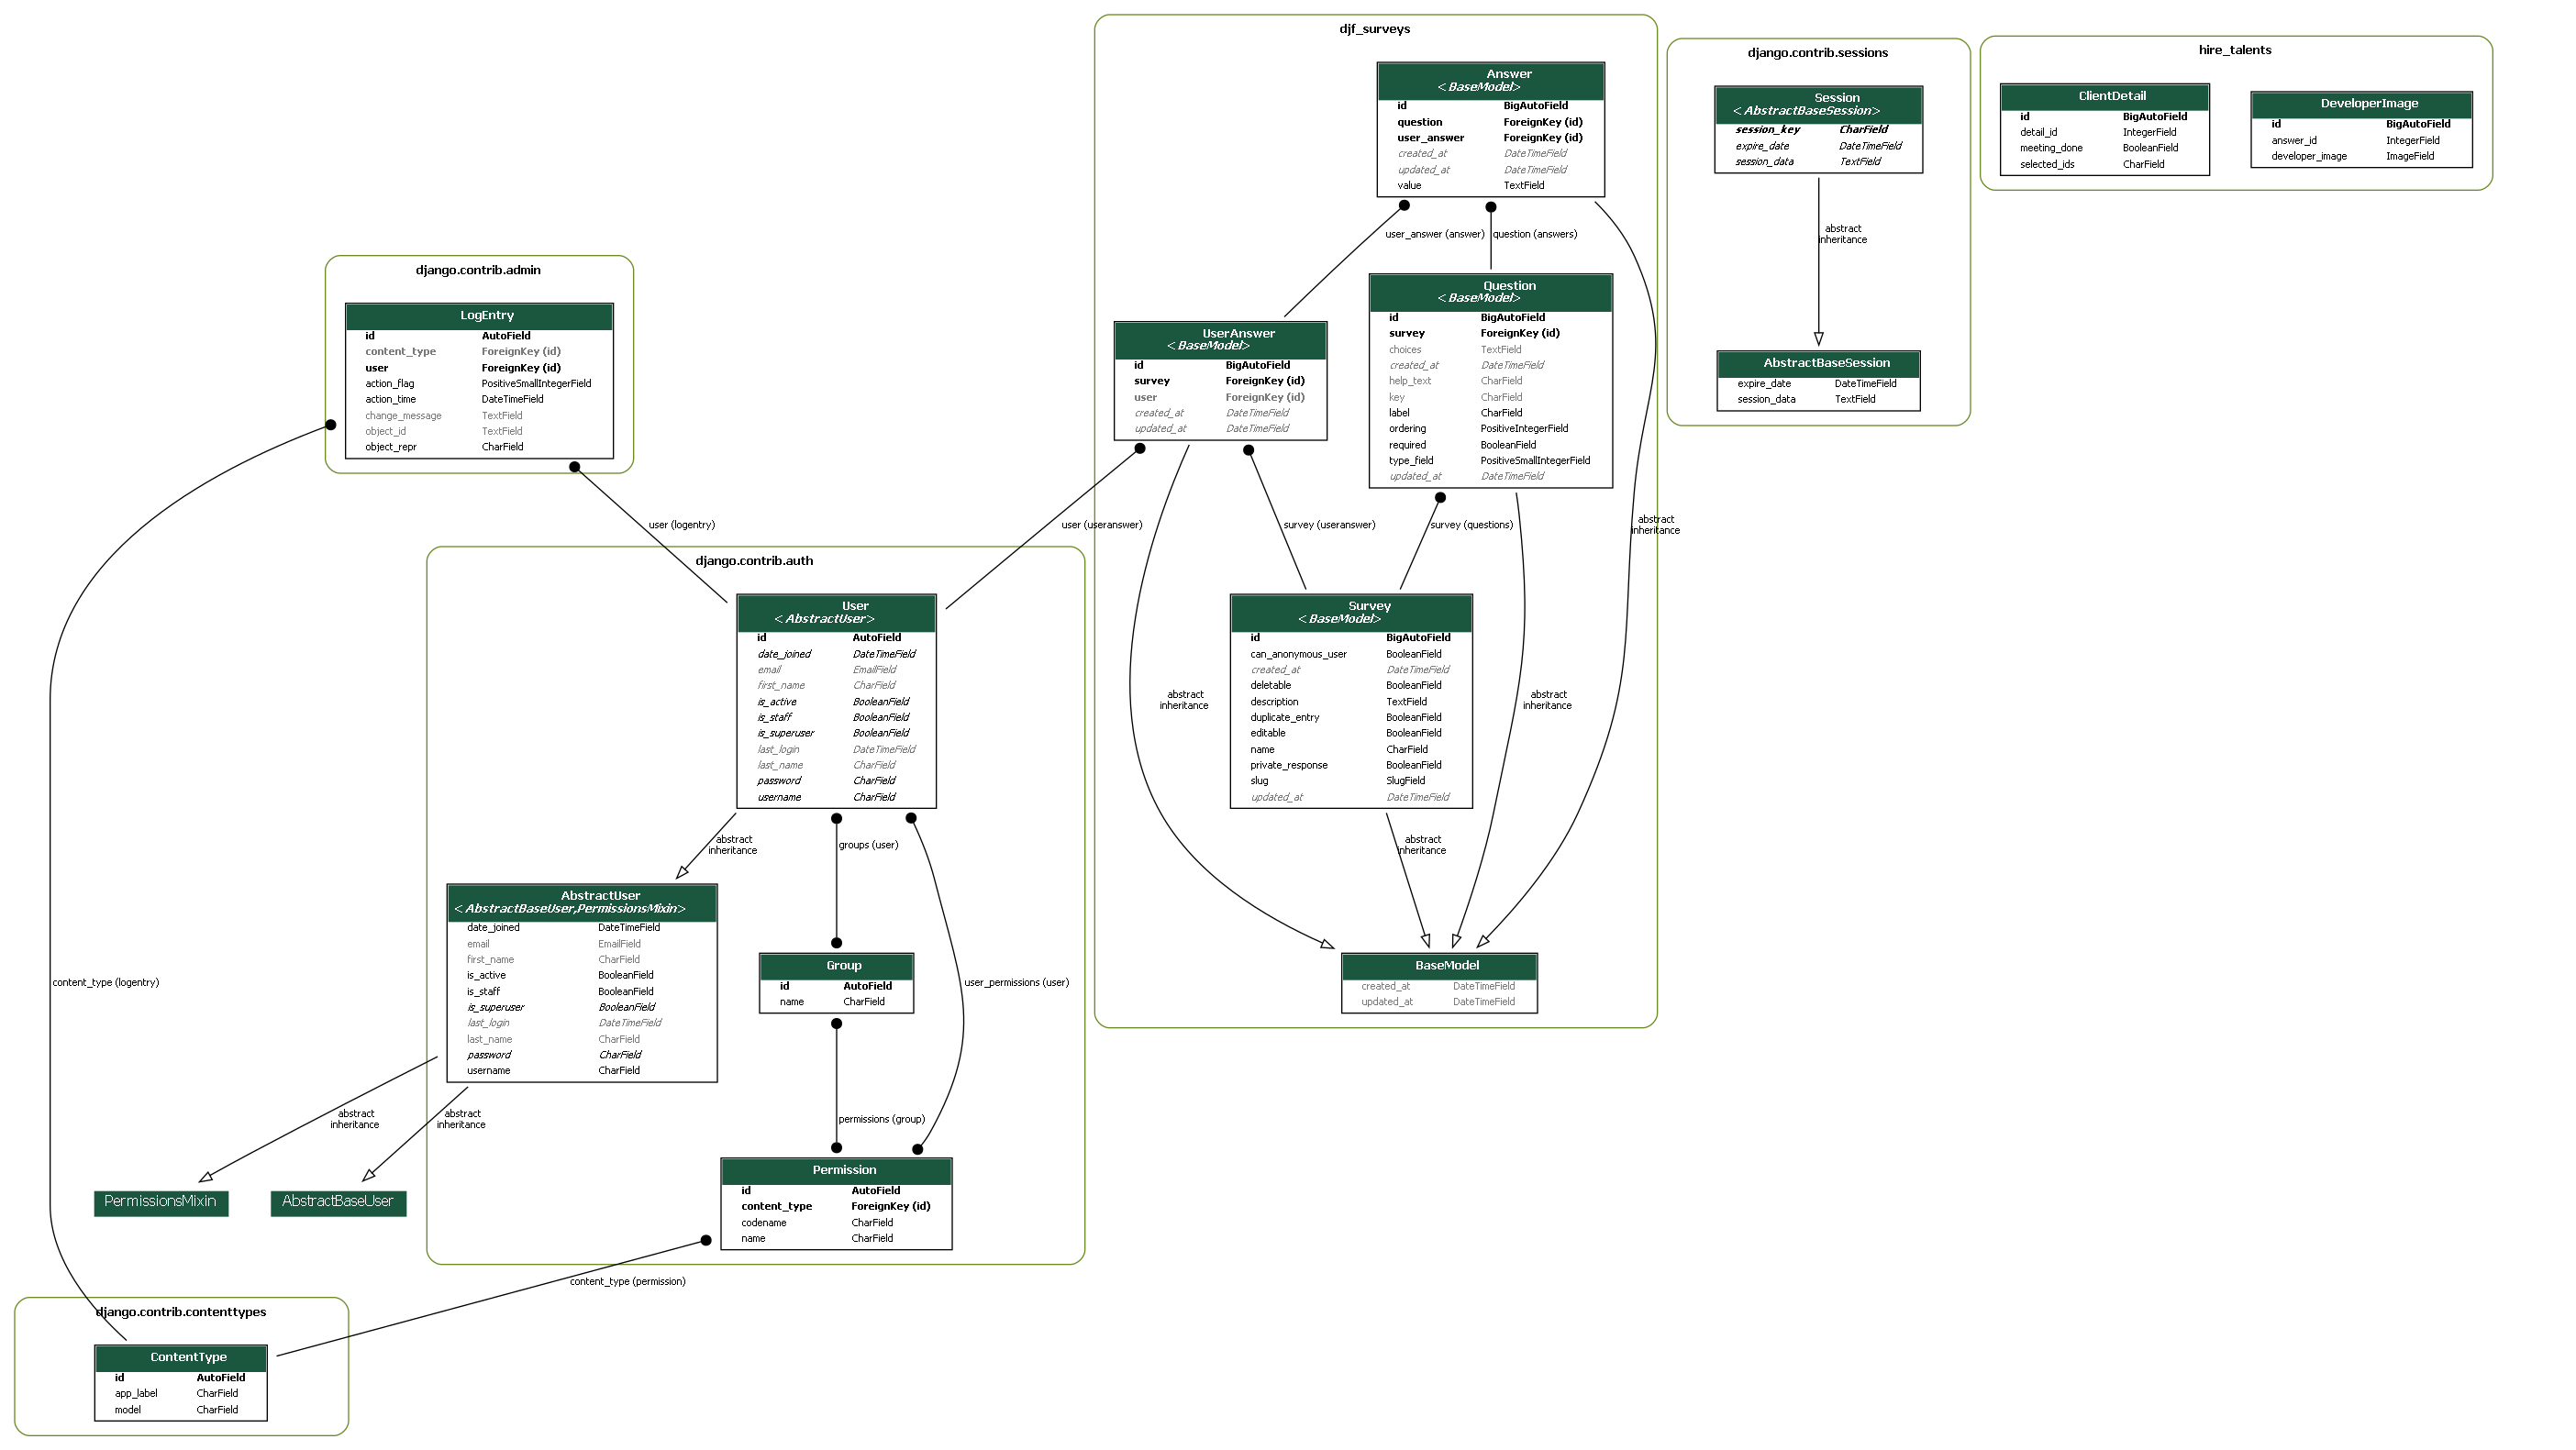 djf_surveys
Answer
<BaseModel>
id BigAutoField
question ForeignKey (id)
user_answer ForeignKey (id)
created_at DateTimeField
updated_at DateTimeField
value TextField
user_answer (answer)
question (answers)
Question
<BaseModel>
id BigAutoField
survey ForeignKey (id)
choices TextField
created_at DateTimeField
help_text CharField
key CharField
label CharField
ordering PositiveIntegerField
required BooleanField
type_field PositiveSmallIntegerField
updated_at DateTimeField
UserAnswer
<BaseModel>
id BigAutoField
survey ForeignKey (id)
user ForeignKey (id)
created_at DateTimeField
updated_at DateTimeField
user (useranswer)
survey (useranswer)
survey (questions)
abstract
inheritance
Survey
<BaseModel>
id BigAutoField
can_anonymous_user BooleanField
created_at DateTimeField
deletable BooleanField
description TextField
duplicate_entry BooleanField
editable BooleanField
name CharField
private_response BooleanField
slug SlugField
updated_at DateTimeField
abstract
inheritance
abstract
inheritance
abstract
inheritance
BaseModel
created_at DateTimeField
updated_at DateTimeField
django.contrib.sessions
Session
<AbstractBaseSession>
session_key CharField
expire_date DateTimeField
session_data TextField
abstract
inheritance
AbstractBaseSession
expire_date DateTimeField
session_data TextField
hire_talents
ClientDetail
id BigAutoField
detail_id IntegerField
meeting_done BooleanField
selected_ids CharField
DeveloperImage
id BigAutoField
answer_id IntegerField
developer_image ImageField
django.contrib.admin
LogEntry
id AutoField
content_type ForeignKey (id)
user ForeignKey (id)
action_flag PositiveSmallIntegerField
action_time DateTimeField
change_message TextField
object_id TextField
object_repr CharField
user (logentry)
content_type (logentry)
django.contrib.auth
User
<AbstractUser>
id AutoField
date_joined DateTimeField
email EmailField
first_name CharField
is_active BooleanField
is_staff BooleanField
is_superuser BooleanField
last_login DateTimeField
last_name CharField
password CharField
username CharField
abstract
inheritance
groups (user)
user_permissions (user)
AbstractUser
<AbstractBaseUser,PermissionsMixin>
date_joined DateTimeField
email EmailField
first_name CharField
is_active BooleanField
is_staff BooleanField
is_superuser BooleanField
last_login DateTimeField
last_name CharField
password CharField
username CharField
Group
id AutoField
name CharField
permissions (group)
abstract
inheritance
abstract
inheritance
PermissionsMixin
AbstractBaseUser
Permission
id AutoField
content_type ForeignKey (id)
codename CharField
name CharField
content_type (permission)
django.contrib.contenttypes
ContentType
id AutoField
app_label CharField
model CharField